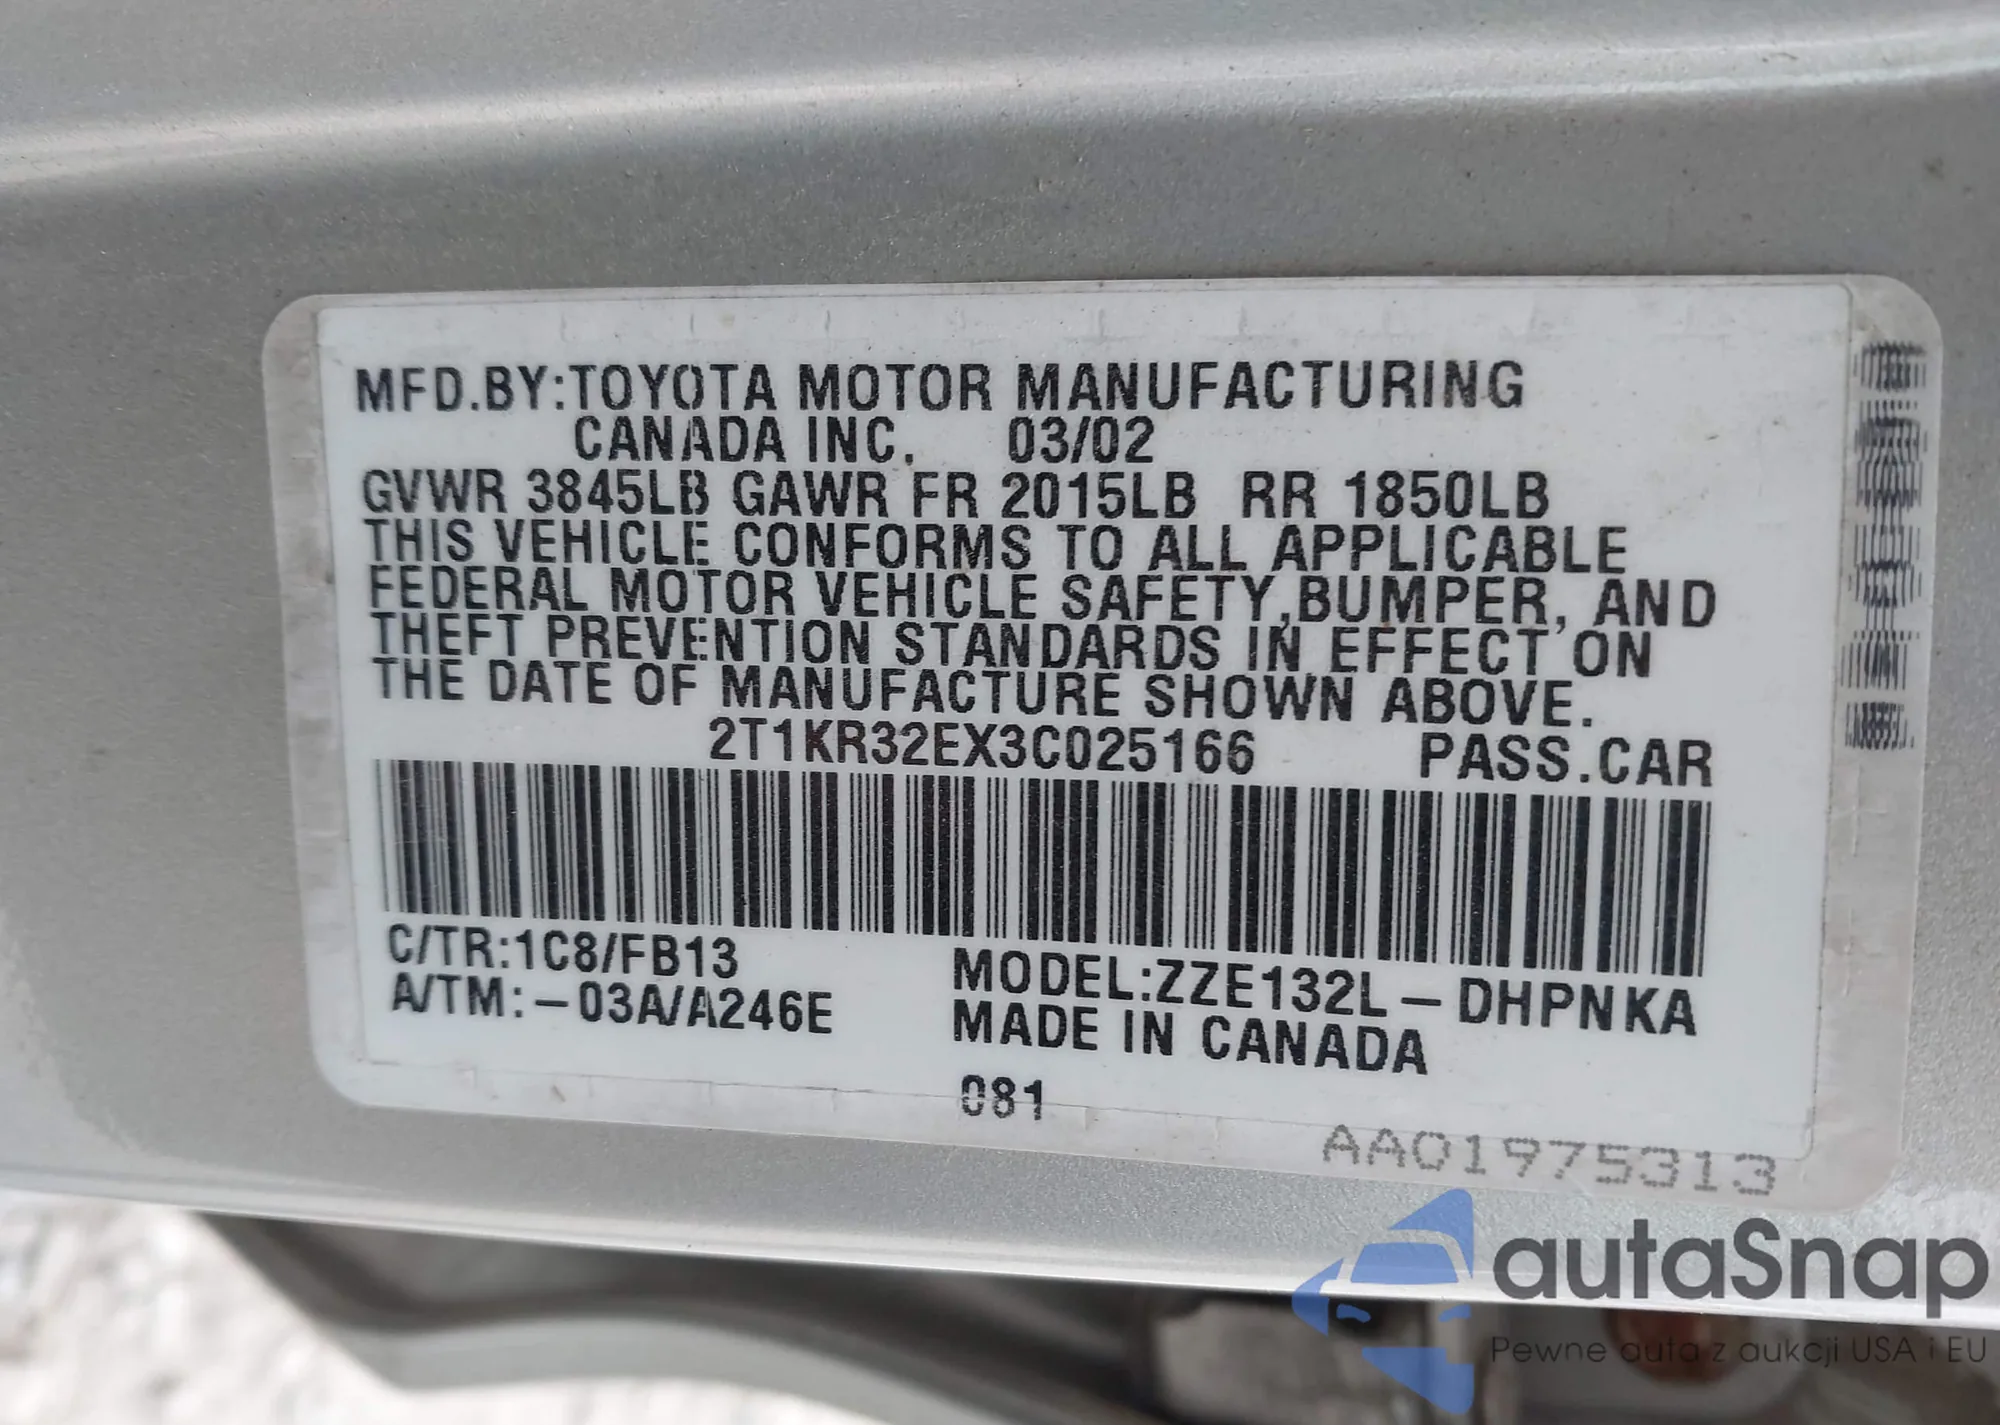 MFD.BY:TOYOTA MOTOR MANUFACTURING
CANADA INC. 03/02
GVWR 3845LB GAWR FR 2015LB RR 1850LB
THIS VEHICLE CONFORMS TO ALL APPLICABLE
FEDERAL MOTOR VEHICLE SAFETY,BUMPER, AND
THEFT PREVENTION STANDARDS IN EFFECT ON
THE DATE OF MANUFACTURE SHOWN ABOVE.
2T1KR32EX3C025166 PASS.CAR
C/TR:1C8/FB13
A/TM:-03A/A246E
MODEL:ZZE132L-DHPNKA
MADE IN CANADA
081
AA01975313
autaSnap
Pewne auta z aukcji USA i EU